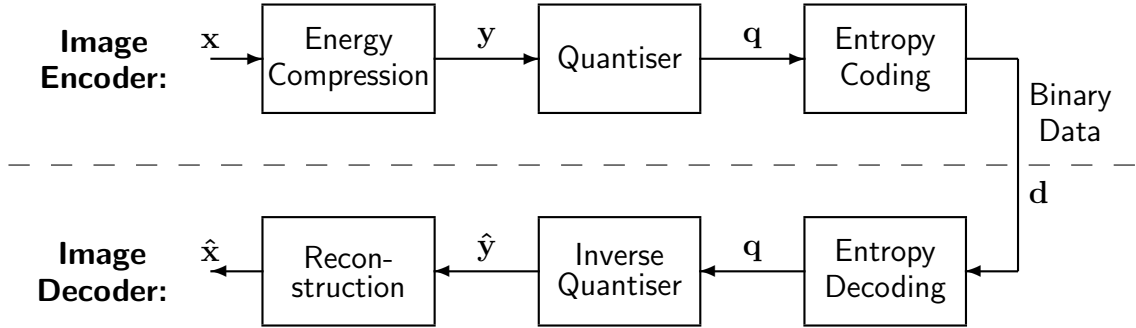 Image
Encoder:
x
Energy
Compression
y
Quantiser
q
Entropy
Coding
Binary
Data
d
Image
Decoder:
x̂
Recon-
struction
ŷ
Inverse
Quantiser
q
Entropy
Decoding